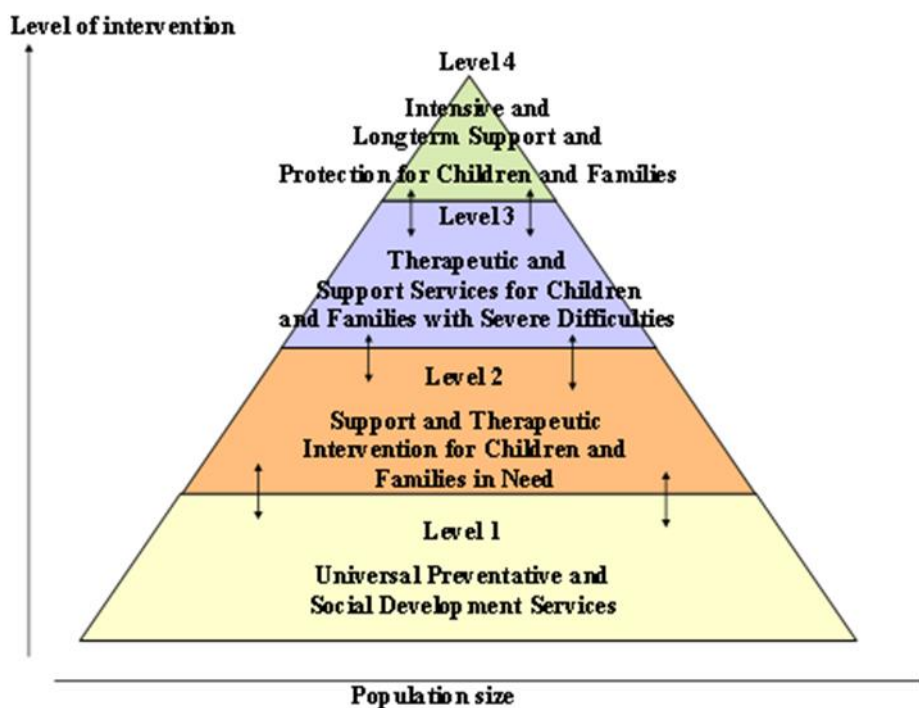 Level of intervention
Level 4
Intensive and
Longterm Support and
Protection for Children and Families
Level 3
Therapeutic and
Support Services for Children
and Families with Severe Difficulties
Level 2
Support and Therapeutic
Intervention for Children and
Families in Need
Level 1
Universal Preventative and
Social Development Services
Population size